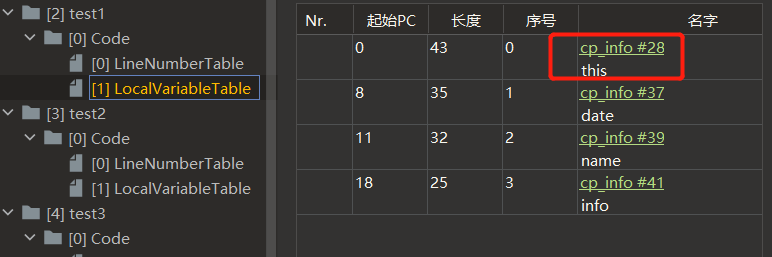 [2] test1
[0] Code
[0] LineNumberTable
[1] LocalVariableTable
[3] test2
[0] Code
[0] LineNumberTable
[1] LocalVariableTable
[4] test3
[0] Code
Nr. 起始PC 长度 序号 名字
0 43 0 cp_info #28
this
8 35 1 cp_info #37
date
11 32 2 cp_info #39
name
18 25 3 cp_info #41
info